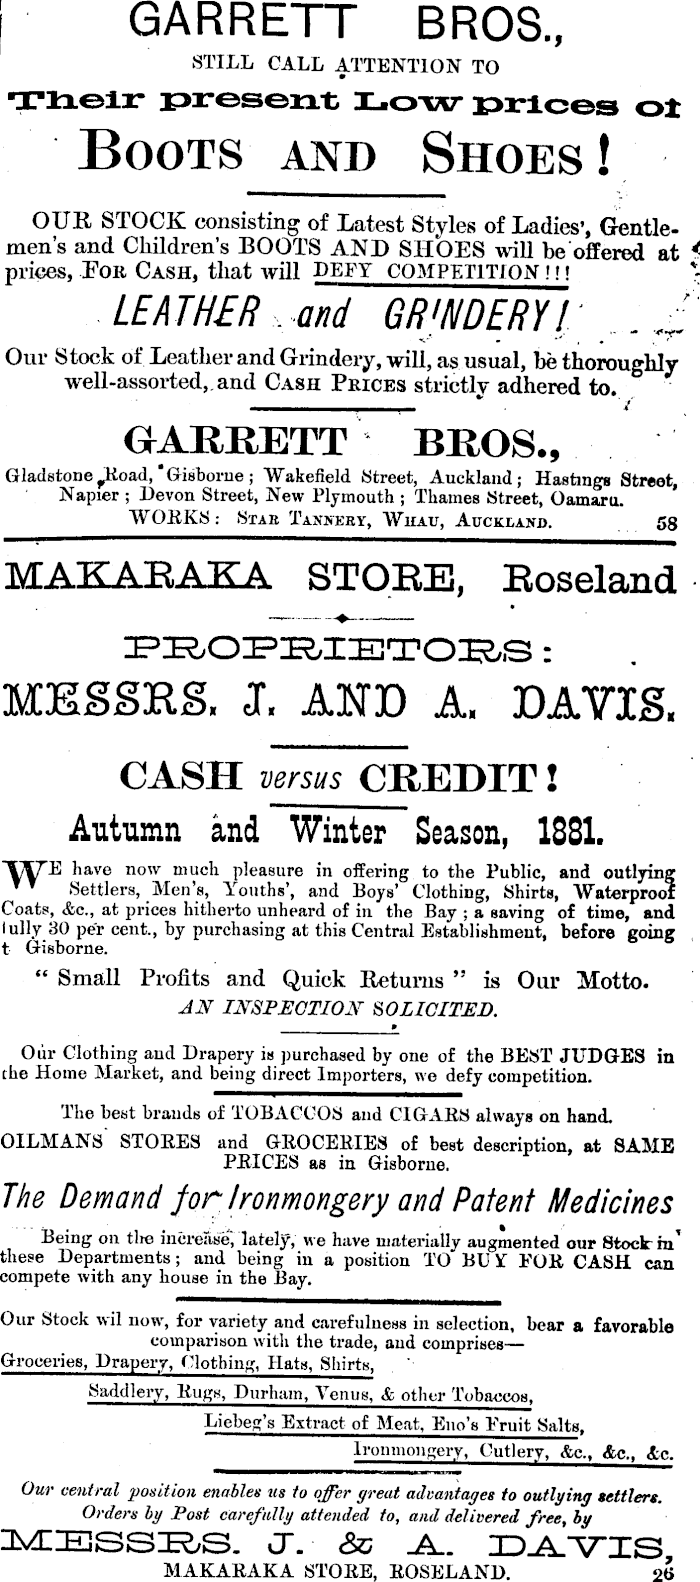 GARRETT BROS.,
STILL CALL ATTENTION TO
Their present Low prices of
BOOTS AND SHOES!
OUR STOCK consisting of Latest Styles of Ladies', Gentle-
men's and Children's BOOTS AND SHOES will be offered at
prices, FOR CASH, that will DEFY COMPETITION!!!
LEATHER and GRINDERY!
Our Stock of Leather and Grindery, will, as usual, be thoroughly
well-assorted, and CASH PRICES strictly adhered to.
GARRETT BROS.,
Gladstone Road, Gisborne; Wakefield Street, Auckland; Hastings Street,
Napier; Devon Street, New Plymouth; Thames Street, Oamaru.
WORKS: STAR TANNERY, WHAU, AUCKLAND. 58
MAKARAKA STORE, Roseland
PROPRIETORS:
MESSRS. J. AND A. DAVIS.
CASH versus CREDIT!
Autumn and Winter Season, 1881.
WE have now much pleasure in offering to the Public, and outlying
Settlers, Men's, Youths', and Boys' Clothing, Shirts, Waterproof
Coats, &c., at prices hitherto unheard of in the Bay; a saving of time, and
fully 30 per cent., by purchasing at this Central Establishment, before going
t Gisborne.
"Small Profits and Quick Returns" is Our Motto.
AN INSPECTION SOLICITED.
Our Clothing and Drapery is purchased by one of the BEST JUDGES in
the Home Market, and being direct Importers, we defy competition.
The best brands of TOBACCOS and CIGARS always on hand.
OILMANS STORES and GROCERIES of best description, at SAME
PRICES as in Gisborne.
The Demand for Ironmongery and Patent Medicines
Being on the increase, lately, we have materially augmented our Stock in
these Departments; and being in a position TO BUY FOR CASH can
compete with any house in the Bay.
Our Stock wil now, for variety and carefulness in selection, bear a favorable
comparison with the trade, and comprises—
Groceries, Drapery, Clothing, Hats, Shirts,
Saddlery, Rugs, Durham, Venus, & other Tobaccos,
Liebeg's Extract of Meat, Eno's Fruit Salts,
Ironmongery, Cutlery, &c., &c., &c.
Our central position enables us to offer great advantages to outlying settlers.
Orders by Post carefully attended to, and delivered free, by
MESSRS. J. & A. DAVIS,
MAKARAKA STORE, ROSELAND. 26